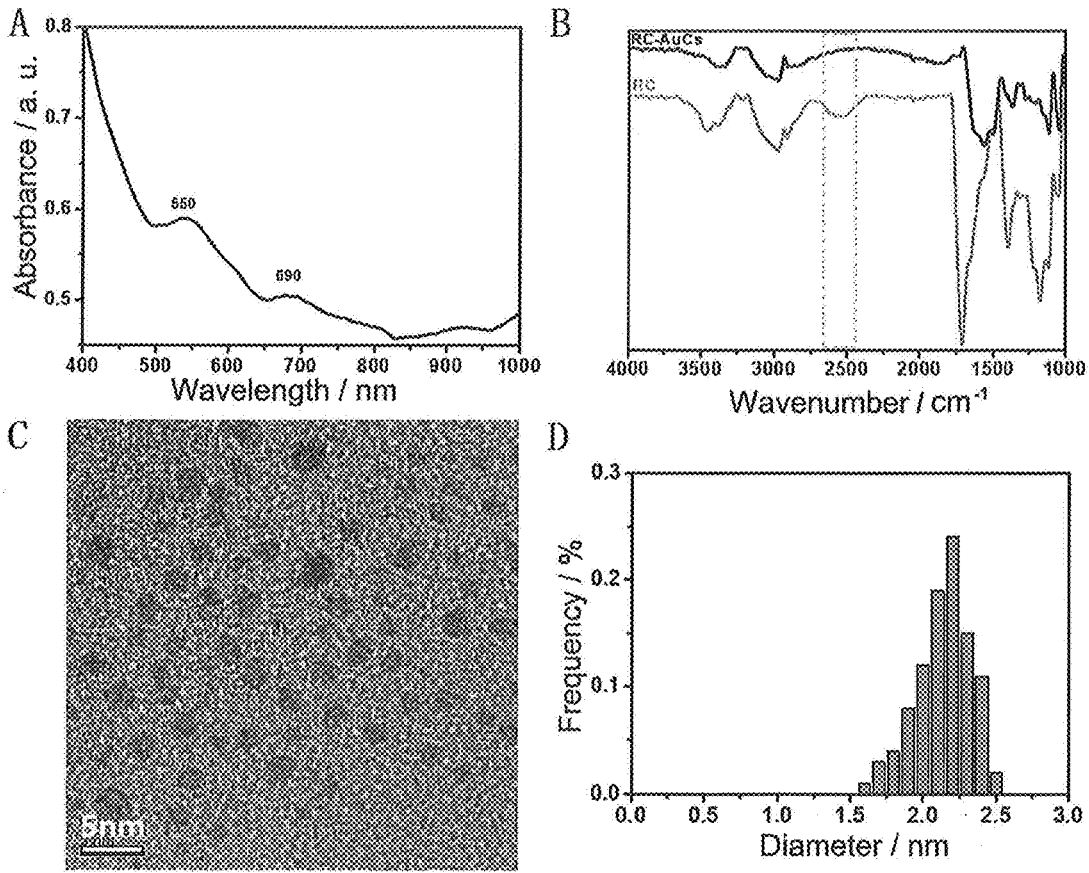 A
0.8
0.7
0.6
0.5
550
690
400 500 600 700 800 900 1000
Absorbance / a. u.
Wavelength / nm
B
RC-AuCs
RC
4000 3500 3000 2500 2000 1500 1000
Wavenumber / cm-1
C
5nm
D
0.3
0.2
0.1
0.0
0.0 0.5 1.0 1.5 2.0 2.5 3.0
Frequency / %
Diameter / nm